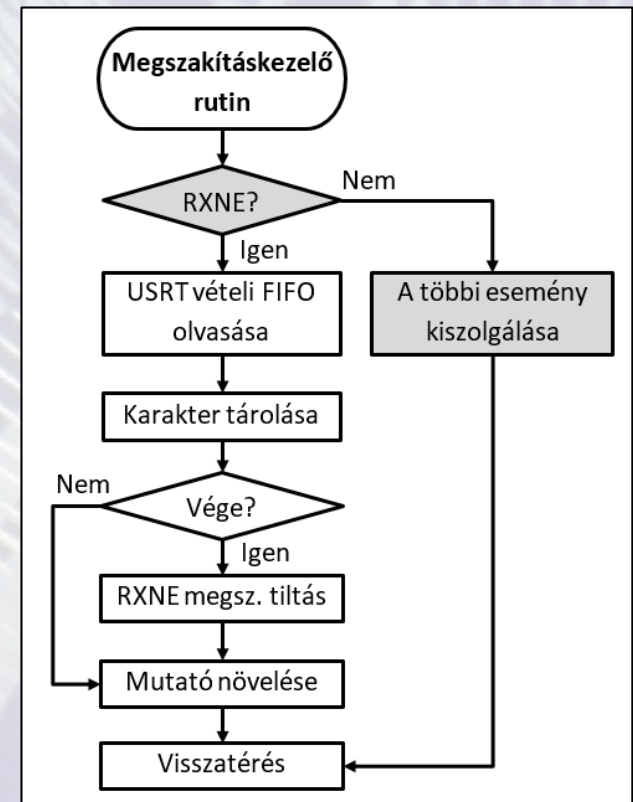 Megszakításkezelő
rutin
RXNE?
Nem
Igen
USRT vételi FIFO
olvasása
A többi esemény
kiszolgálása
Karakter tárolása
Nem
Vége?
Igen
RXNE megsz. tiltás
Mutató növelése
Visszatérés